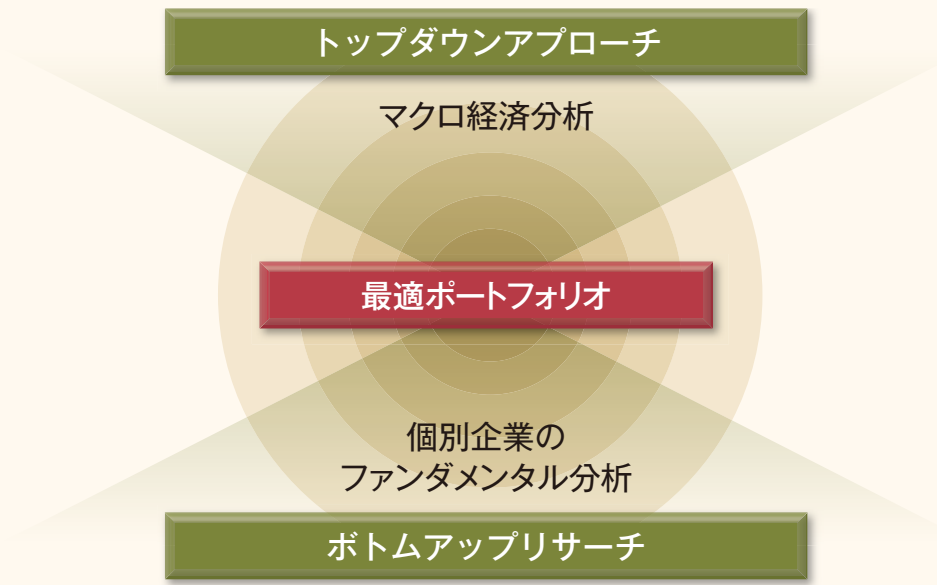 トップダウンアプローチ
マクロ経済分析
最適ポートフォリオ
個別企業の
ファンダメンタル分析
ボトムアップリサーチ